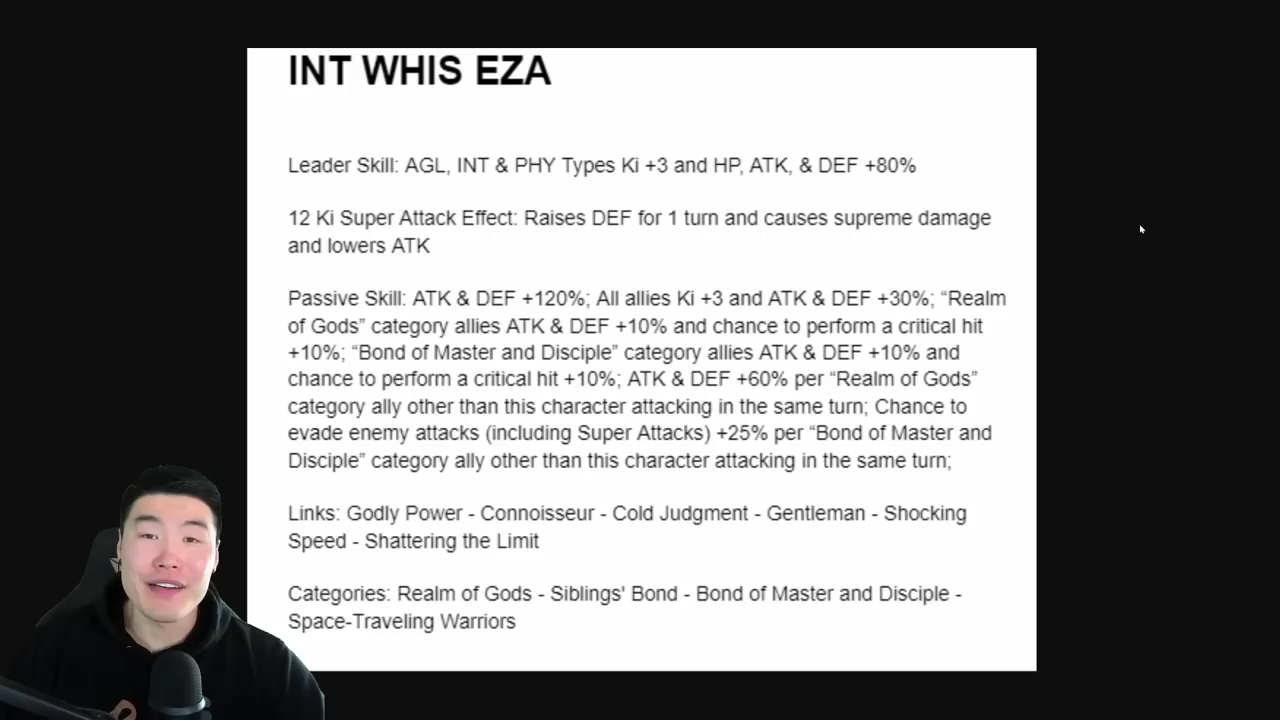 INT WHIS EZA
Leader Skill: AGL, INT & PHY Types Ki +3 and HP, ATK, & DEF +80%
12 Ki Super Attack Effect: Raises DEF for 1 turn and causes supreme damage
and lowers ATK
Passive Skill: ATK & DEF +120%; All allies Ki +3 and ATK & DEF +30%; “Realm
of Gods” category allies ATK & DEF +10% and chance to perform a critical hit
+10%; “Bond of Master and Disciple” category allies ATK & DEF +10% and
chance to perform a critical hit +10%; ATK & DEF +60% per “Realm of Gods”
category ally other than this character attacking in the same turn; Chance to
evade enemy attacks (including Super Attacks) +25% per “Bond of Master and
Disciple” category ally other than this character attacking in the same turn;
Links: Godly Power - Connoisseur - Cold Judgment - Gentleman - Shocking
Speed - Shattering the Limit
Categories: Realm of Gods - Siblings' Bond - Bond of Master and Disciple -
Space-Traveling Warriors